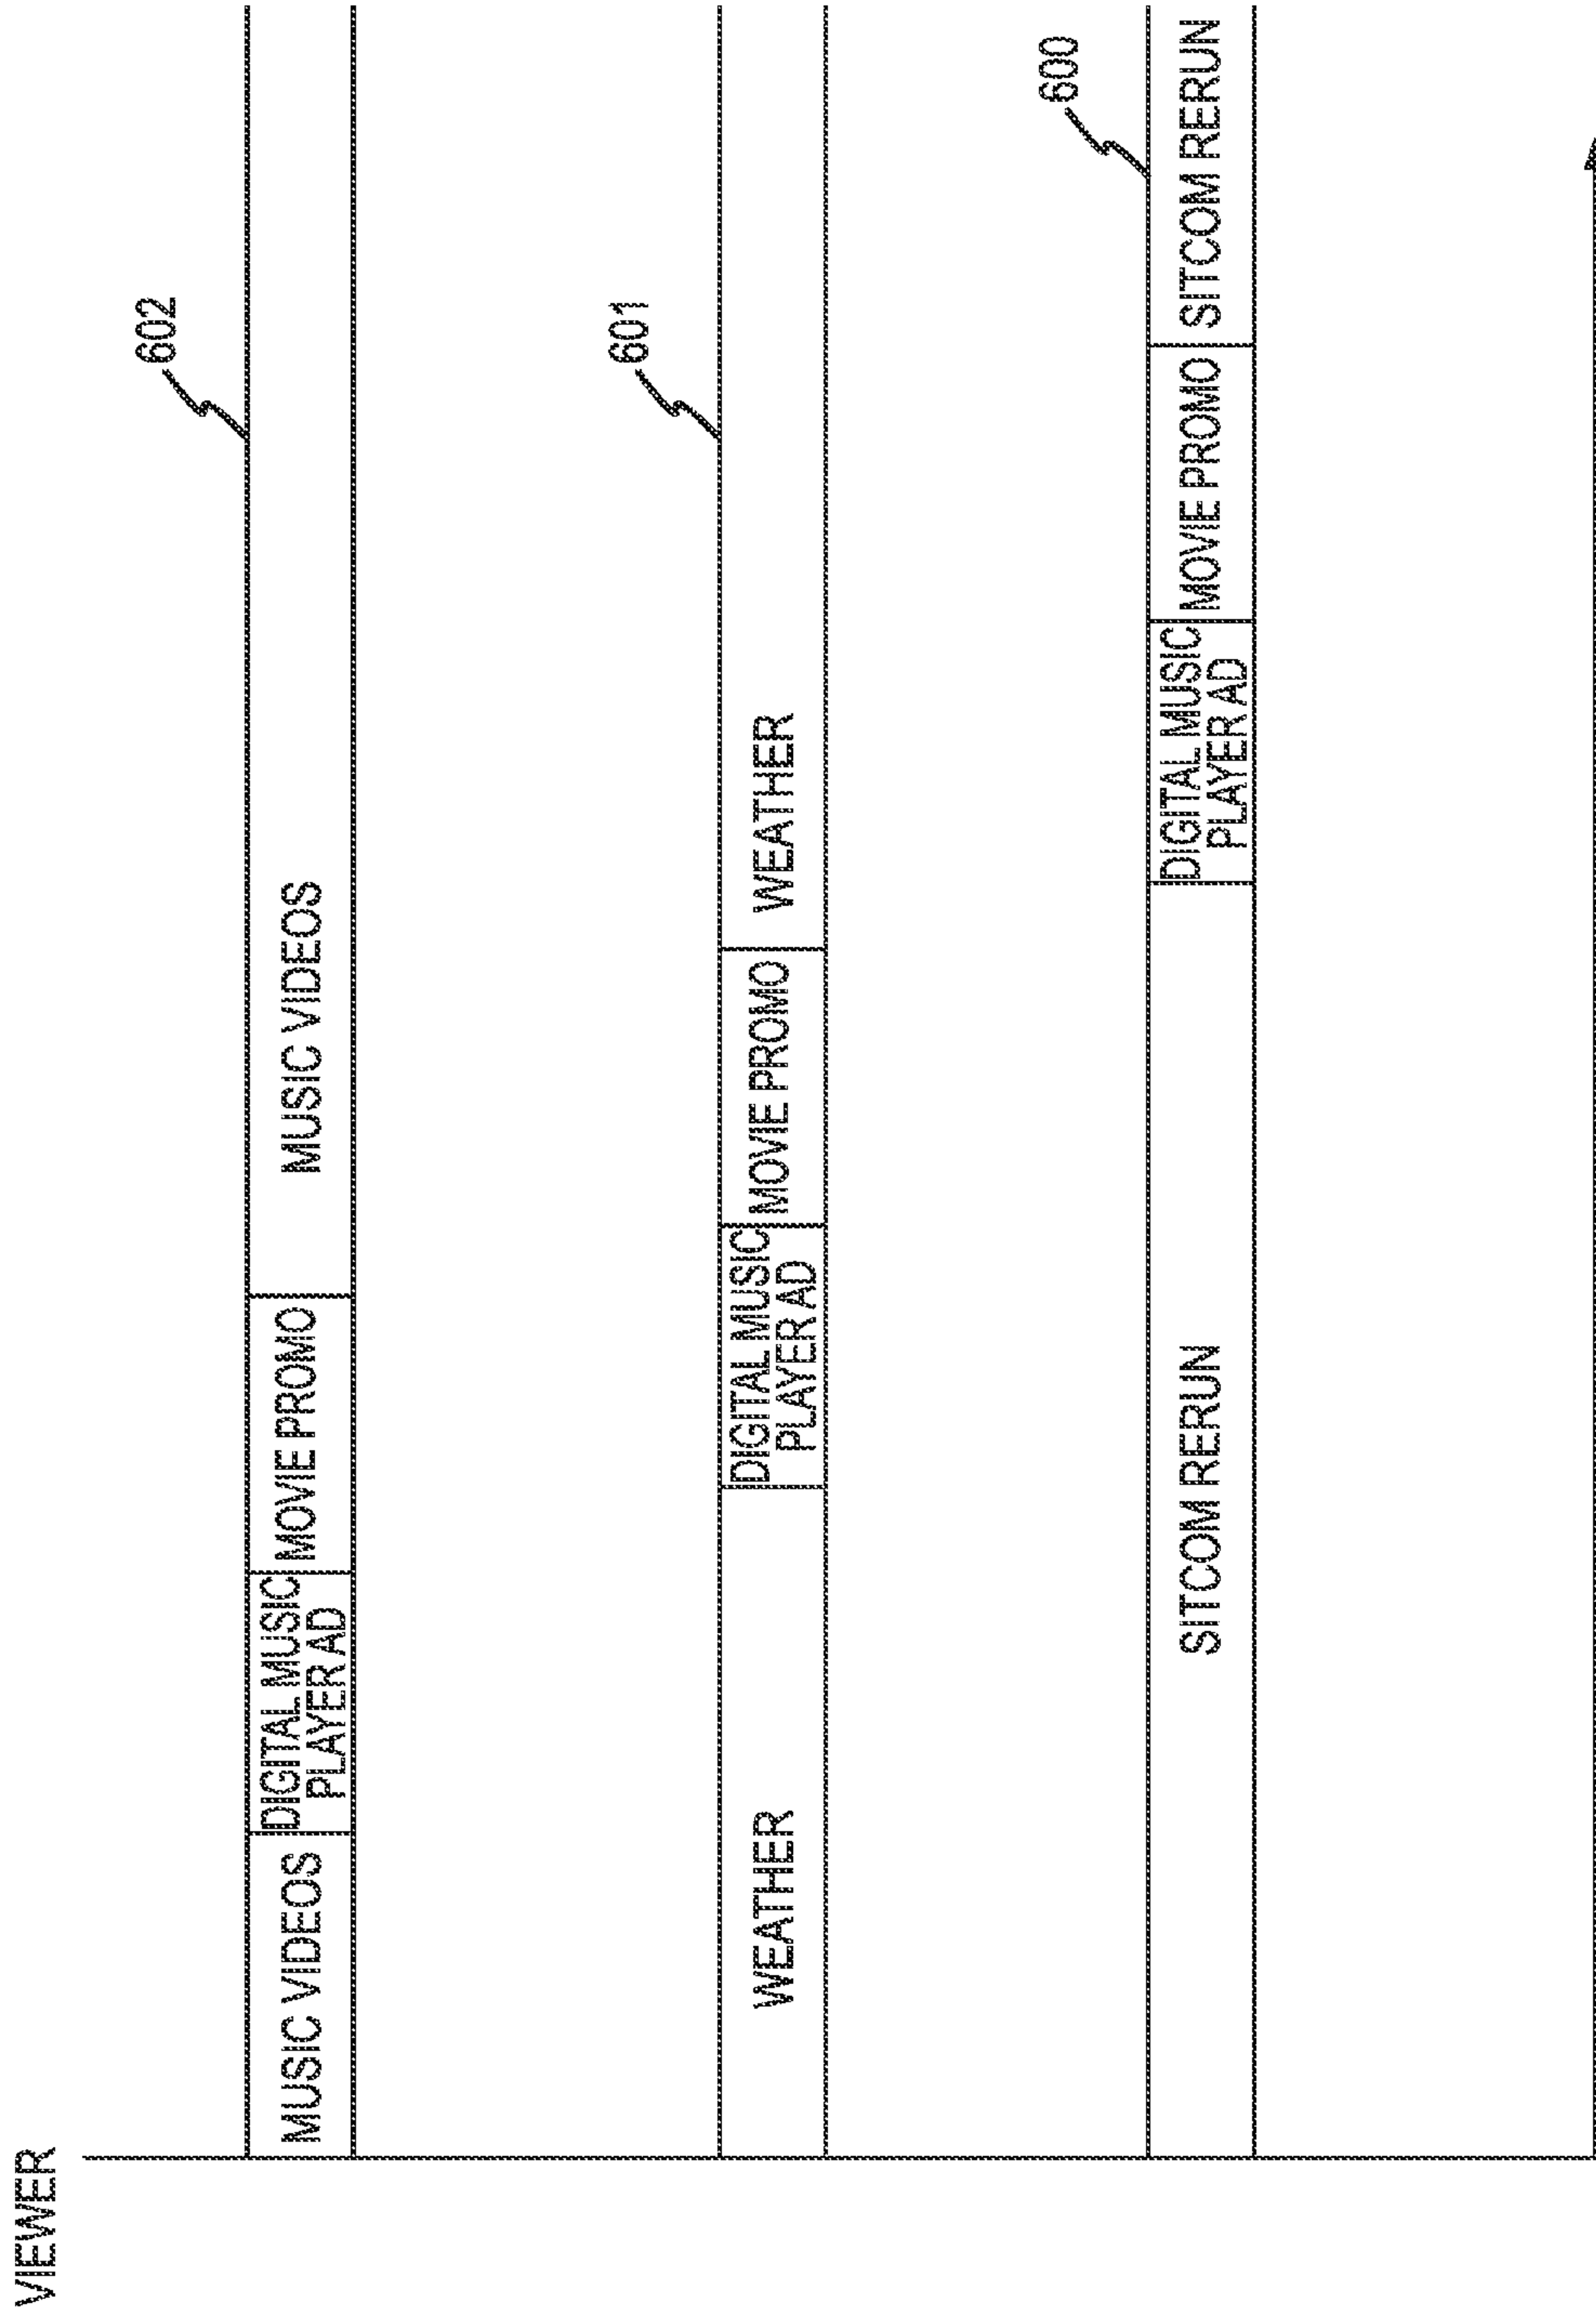 VIEWER
602
MUSIC VIDEOS
DIGITAL MUSIC
PLAYER AD
MOVIE PROMO
MUSIC VIDEOS
601
WEATHER
DIGITAL MUSIC
PLAYER AD
MOVIE PROMO
WEATHER
600
SITCOM RERUN
DIGITAL MUSIC
PLAYER AD
MOVIE PROMO
SITCOM RERUN